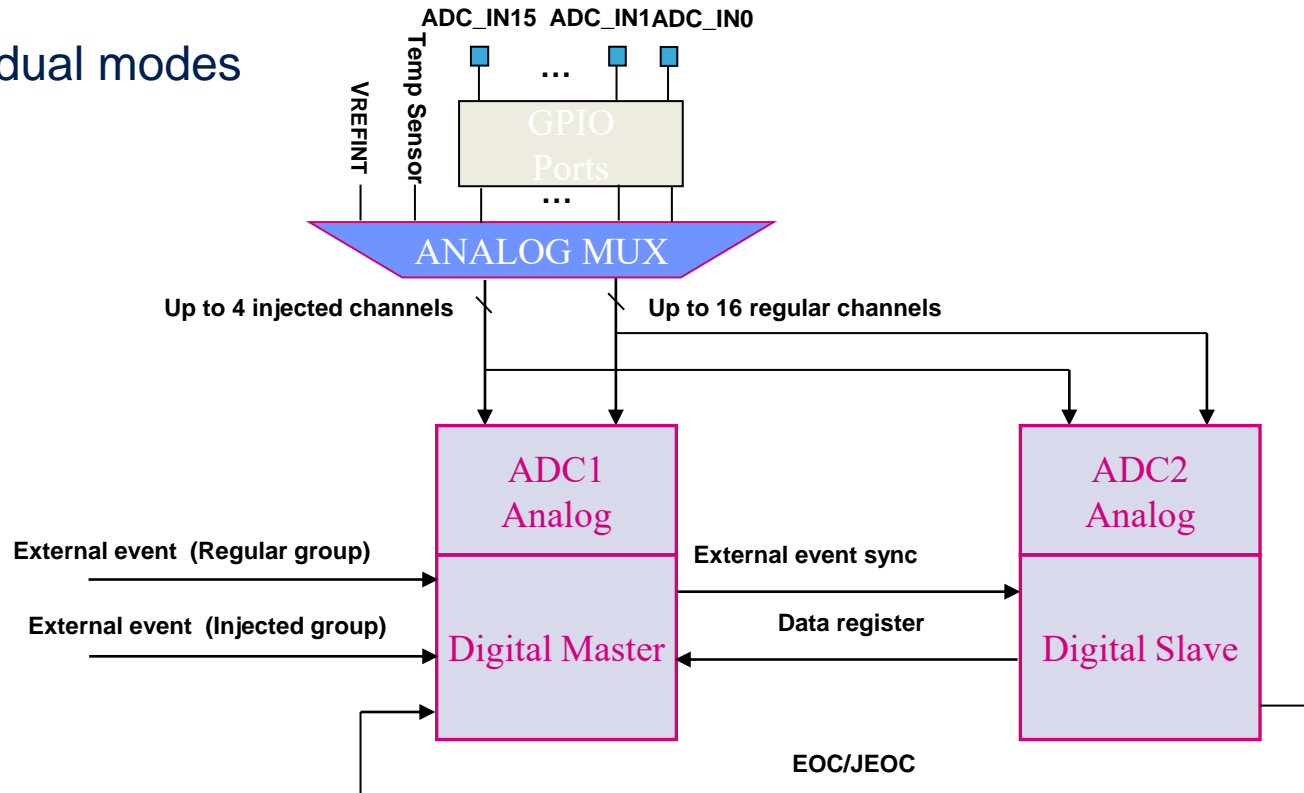 dual modes
ADC_IN15 ADC_IN1 ADC_IN0
...
VREFINT
Temp Sensor
GPIO
Ports
...
ANALOG MUX
Up to 4 injected channels
Up to 16 regular channels
ADC1
Analog
ADC2
Analog
External event (Regular group)
External event sync
External event (Injected group)
Data register
Digital Master
Digital Slave
EOC/JEOC